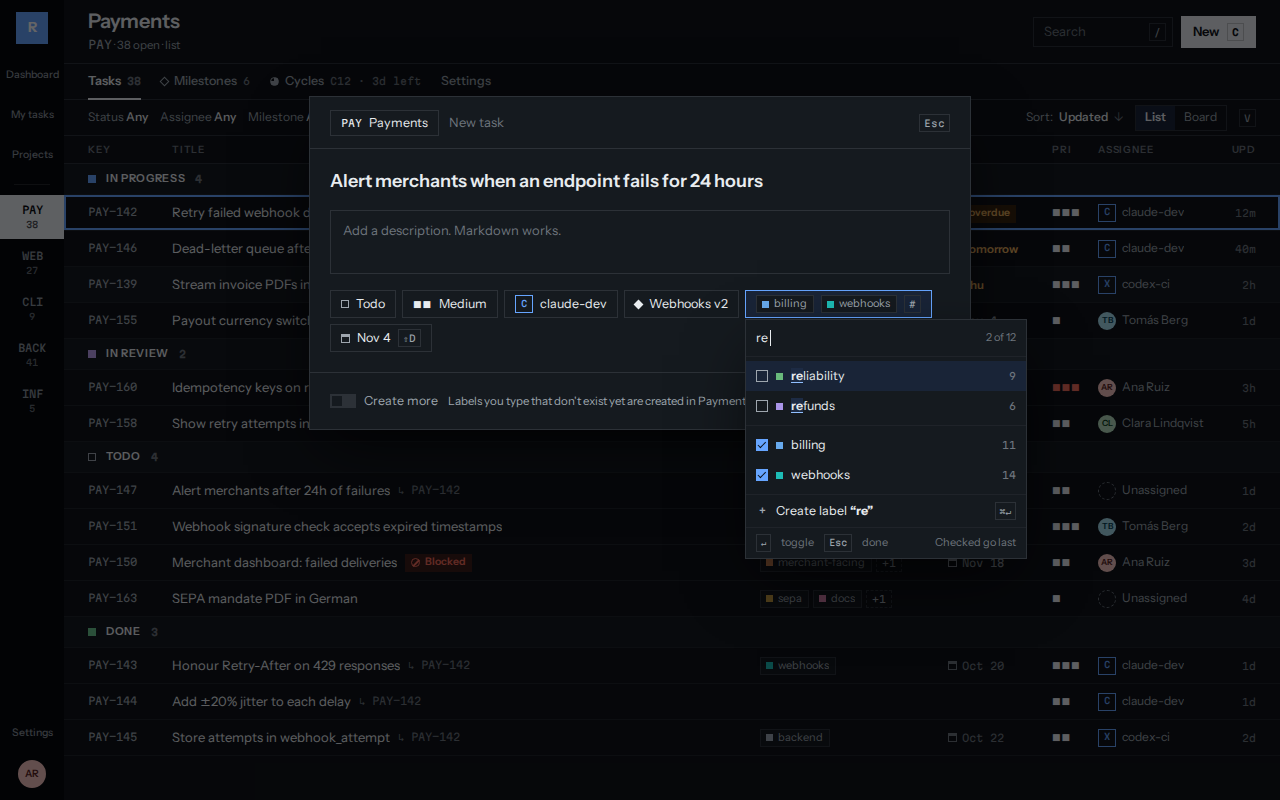 R
Dashboard
My tasks
Projects
PAY
38
WEB
27
CLI
9
BACK
41
INF
5
Settings
AR
Payments
PAY · 38 open · list
Search /
New C
Tasks 38 Milestones 6 Cycles C12 · 3d left Settings
Status Any Assignee Any Milestone
Sort: Updated ↓ List Board V
KEY TITLE PRI ASSIGNEE UPD
IN PROGRESS 4
PAY-142 Retry failed webhook d overdue C claude-dev 12m
PAY-146 Dead-letter queue afte omorrow C claude-dev 40m
PAY-139 Stream invoice PDFs in hu X codex-ci 2h
PAY-155 Payout currency switc TB Tomás Berg 1d
IN REVIEW 2
PAY-160 Idempotency keys on r AR Ana Ruiz 3h
PAY-158 Show retry attempts in CL Clara Lindqvist 5h
TODO 4
PAY-147 Alert merchants after 24h of failures ↳ PAY-142 Unassigned 1d
PAY-151 Webhook signature check accepts expired timestamps TB Tomás Berg 2d
PAY-150 Merchant dashboard: failed deliveries Blocked merchant-facing +1 Nov 18 AR Ana Ruiz 3d
PAY-163 SEPA mandate PDF in German sepa docs +1 Unassigned 4d
DONE 3
PAY-143 Honour Retry-After on 429 responses ↳ PAY-142 webhooks Oct 20 C claude-dev 1d
PAY-144 Add ±20% jitter to each delay ↳ PAY-142 C claude-dev 1d
PAY-145 Store attempts in webhook_attempt ↳ PAY-142 backend Oct 22 X codex-ci 2d
PAY Payments New task Esc
Alert merchants when an endpoint fails for 24 hours
Add a description. Markdown works.
Todo Medium C claude-dev Webhooks v2 billing webhooks #
Nov 4 ⇧D
Create more Labels you type that don't exist yet are created in Payment
re 2 of 12
reliability 9
refunds 6
billing 11
webhooks 14
+ Create label “re” ⌘↵
↵ toggle Esc done Checked go last